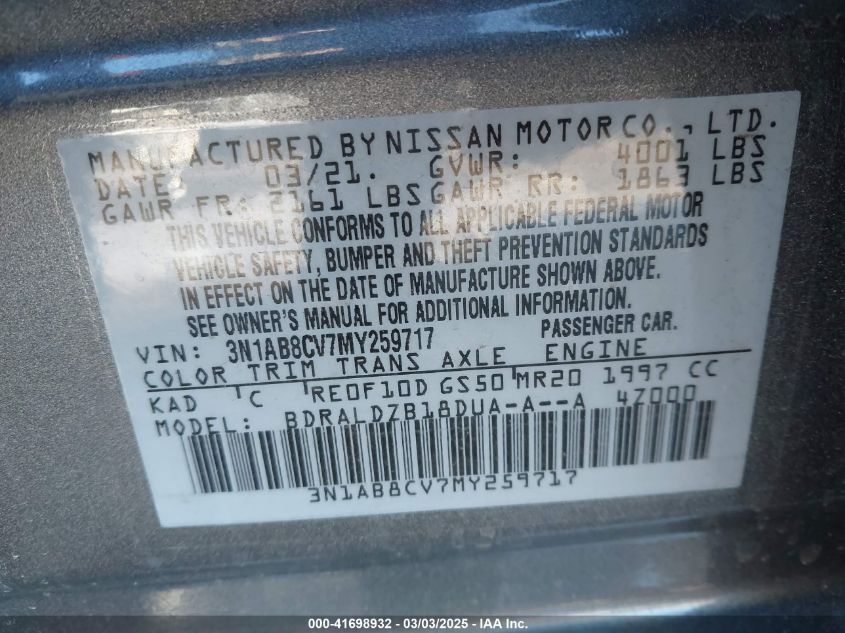 MANUFACTURED BY NISSAN MOTOR CO., LTD.
DATE: 03/21. GVWR: 4001 LBS
GAWR FR: 2161 LBS GAWR RR: 1863 LBS
THIS VEHICLE CONFORMS TO ALL APPLICABLE FEDERAL MOTOR
VEHICLE SAFETY, BUMPER AND THEFT PREVENTION STANDARDS
IN EFFECT ON THE DATE OF MANUFACTURE SHOWN ABOVE.
SEE OWNER'S MANUAL FOR ADDITIONAL INFORMATION.
VIN: 3N1AB8CV7MY259717 PASSENGER CAR.
COLOR TRIM TRANS AXLE ENGINE
KAD C RE0F10D GS50 MR20 1997 CC
MODEL: BDRALDZB18DUA-A--A 4Z000
3N1AB8CV7MY259717
000-41698932 - 03/03/2025 - IAA Inc.